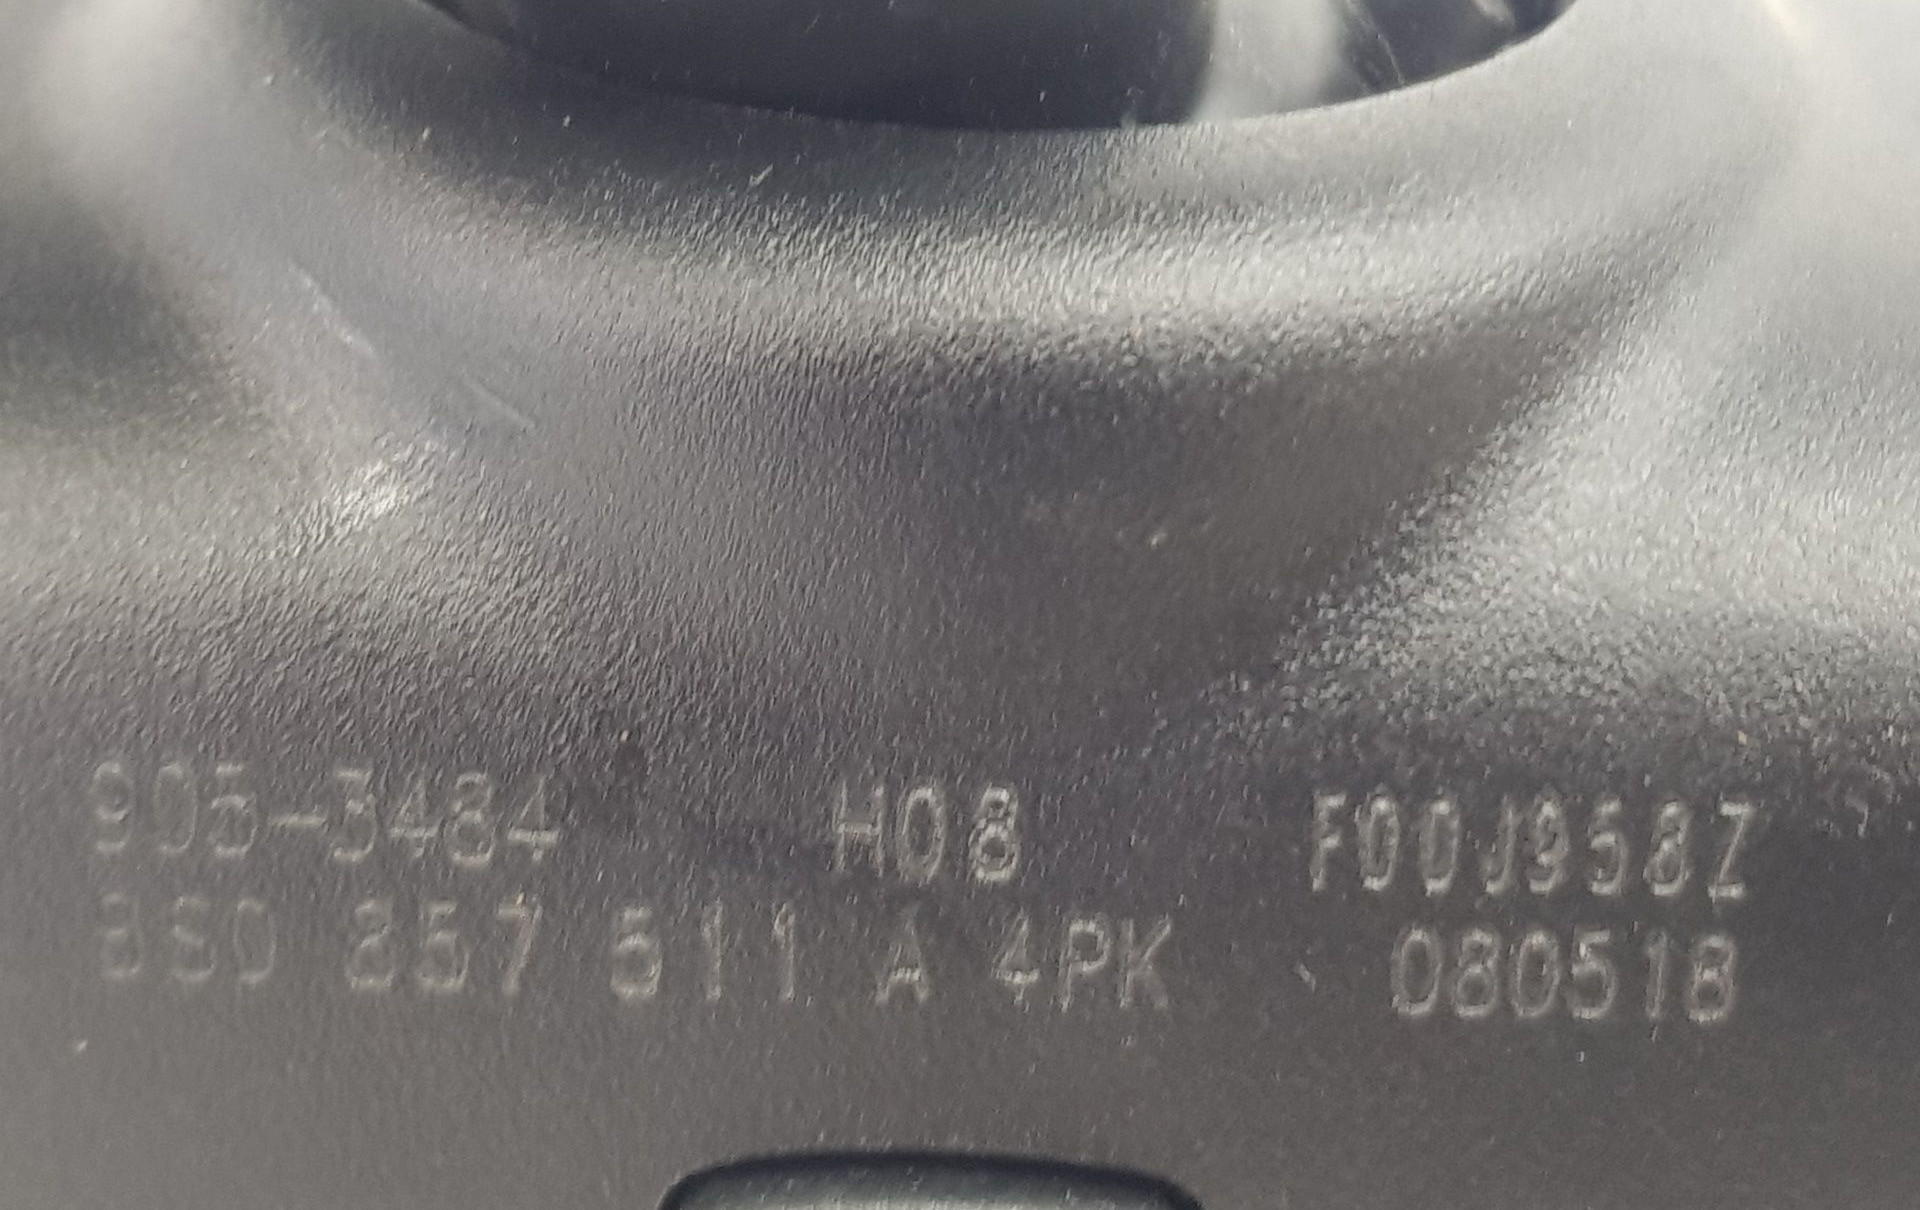 905-3484 H08 F00J958Z
8S0 857 511 A 4PK 080518